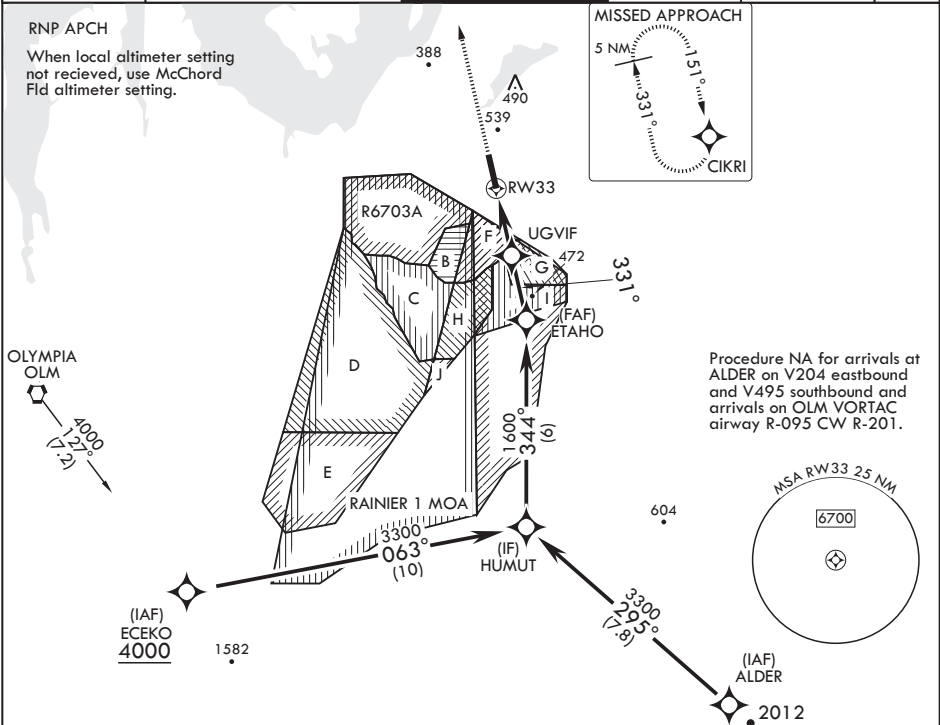 RNP APCH
When local altimeter setting
not recieved, use McChord
Fld altimeter setting.
388
490
539
MISSED APPROACH
5 NM
151°
331°
CIKRI
RW33
R6703A
F
UGVIF
B
G
472
331°
C
I
H
(FAF)
ETAHO
D
J
OLYMPIA
OLM
4000
127°
(7.2)
Procedure NA for arrivals at
ALDER on V204 eastbound
and V495 southbound and
arrivals on OLM VORTAC
airway R-095 CW R-201.
1600
344°
(6)
E
RAINIER 1 MOA
MSA RW33 25 NM
6700
604
3300
063°
(10)
(IF)
HUMUT
(IAF)
ECEKO
4000
1582
3300
295°
(7.8)
(IAF)
ALDER
2012